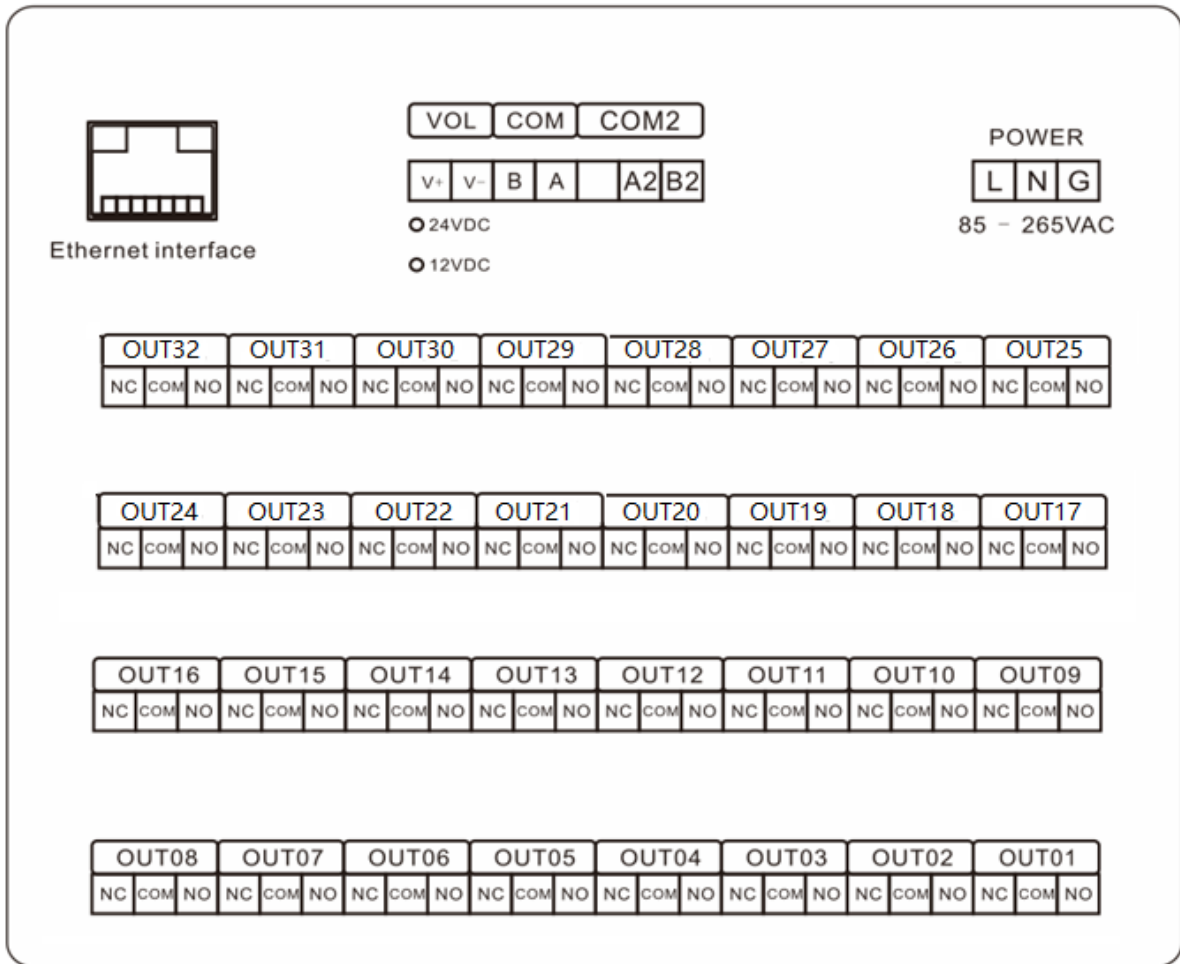 VOL COM COM2
POWER
V+ V- B A A2 B2
L N G
24VDC
85 - 265VAC
Ethernet interface
12VDC
OUT32 OUT31 OUT30 OUT29 OUT28 OUT27 OUT26 OUT25
NC COM NO NC COM NO NC COM NO NC COM NO NC COM NO NC COM NO NC COM NO NC COM NO
OUT24 OUT23 OUT22 OUT21 OUT20 OUT19 OUT18 OUT17
NC COM NO NC COM NO NC COM NO NC COM NO NC COM NO NC COM NO NC COM NO NC COM NO
OUT16 OUT15 OUT14 OUT13 OUT12 OUT11 OUT10 OUT09
NC COM NO NC COM NO NC COM NO NC COM NO NC COM NO NC COM NO NC COM NO NC COM NO
OUT08 OUT07 OUT06 OUT05 OUT04 OUT03 OUT02 OUT01
NC COM NO NC COM NO NC COM NO NC COM NO NC COM NO NC COM NO NC COM NO NC COM NO